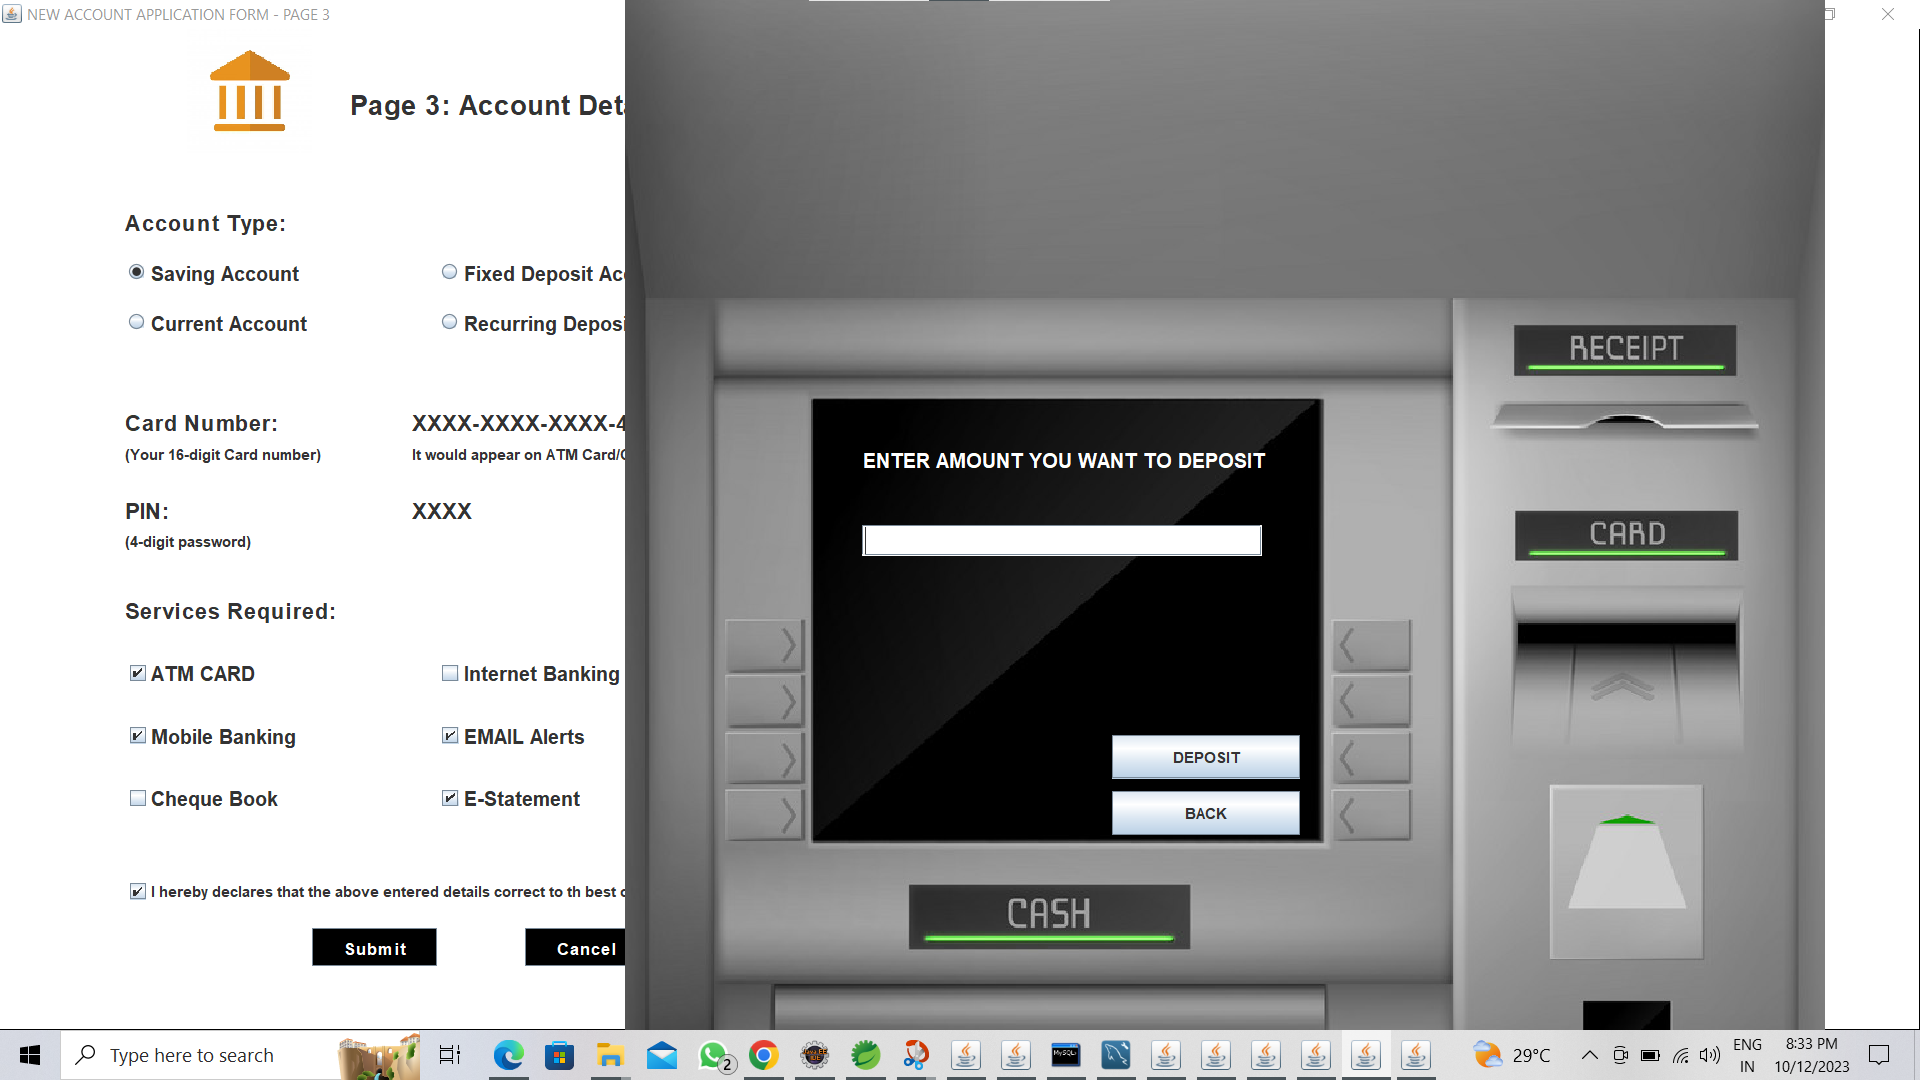 NEW ACCOUNT APPLICATION FORM - PAGE 3
Page 3: Account Deta
Account Type:
Saving Account
Fixed Deposit Acc
Current Account
Recurring Deposi
Card Number:
XXXX-XXXX-XXXX-4
(Your 16-digit Card number)
It would appear on ATM Card/C
PIN:
XXXX
(4-digit password)
Services Required:
ATM CARD
Internet Banking
Mobile Banking
EMAIL Alerts
Cheque Book
E-Statement
I hereby declares that the above entered details correct to th best o
Submit
Cancel
ENTER AMOUNT YOU WANT TO DEPOSIT
DEPOSIT
BACK
RECEIPT
CARD
CASH
Type here to search
2
MySQL
29°C
ENG
IN
8:33 PM
10/12/2023